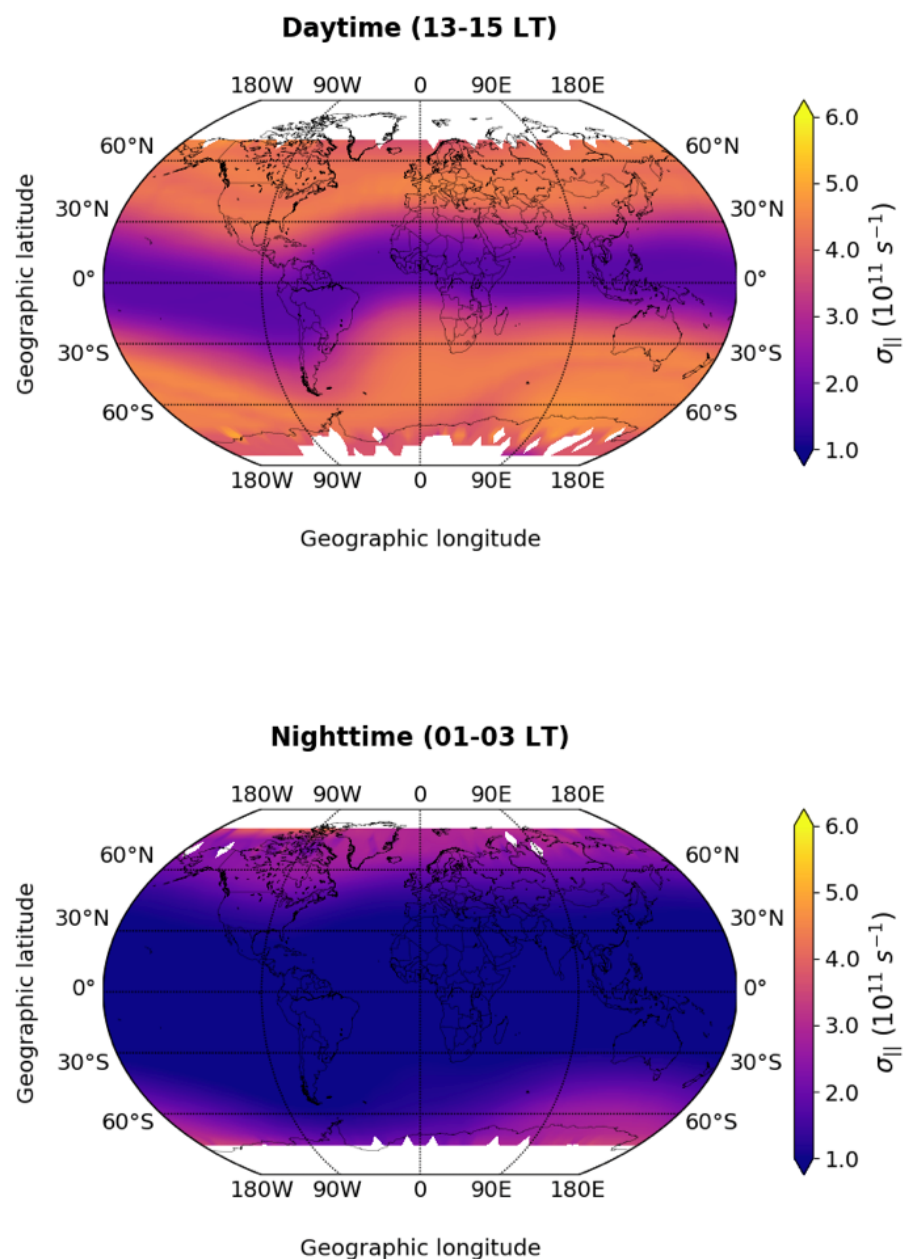 Daytime (13-15 LT)
180W 90W 0 90E 180E
60°N
30°N
0°
30°S
60°S
60°N
30°N
0°
30°S
60°S
Geographic latitude
180W 90W 0 90E 180E
Geographic longitude
6.0
5.0
4.0
3.0
2.0
1.0
σ|| (10¹¹ s⁻¹)
Nighttime (01-03 LT)
180W 90W 0 90E 180E
60°N
30°N
0°
30°S
60°S
60°N
30°N
0°
30°S
60°S
Geographic latitude
180W 90W 0 90E 180E
Geographic longitude
6.0
5.0
4.0
3.0
2.0
1.0
σ|| (10¹¹ s⁻¹)